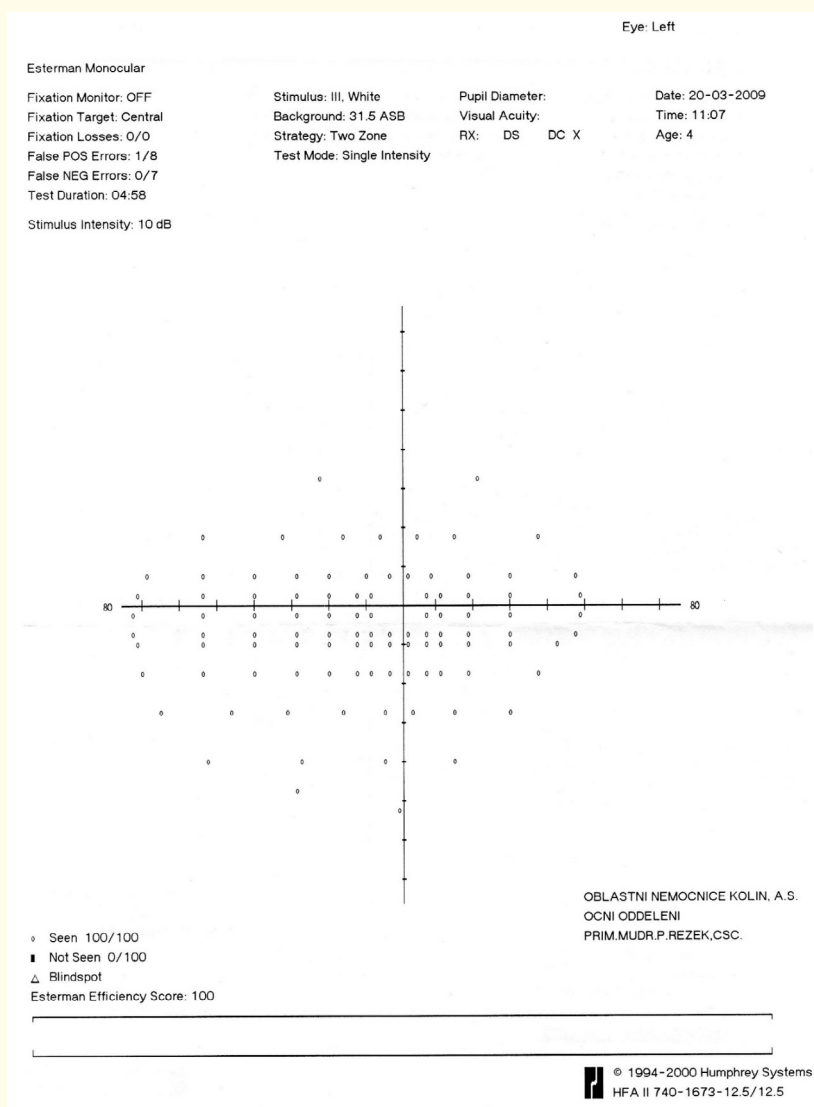 Eye: Left
Esterman Monocular
Fixation Monitor: OFF
Fixation Target: Central
Fixation Losses: 0/0
False POS Errors: 1/8
False NEG Errors: 0/7
Test Duration: 04:58
Stimulus Intensity: 10 dB
Stimulus: III, White
Background: 31.5 ASB
Strategy: Two Zone
Test Mode: Single Intensity
Pupil Diameter:
Visual Acuity:
RX: DS DC X
Date: 20-03-2009
Time: 11:07
Age: 4
80 80
OBLASTNI NEMOCNICE KOLIN, A.S.
OCNI ODDELENI
PRIM.MUDR.P.REZEK,CSC.
Seen 100/100
Not Seen 0/100
Blindspot
Esterman Efficiency Score: 100
© 1994-2000 Humphrey Systems
HFA II 740-1673-12.5/12.5